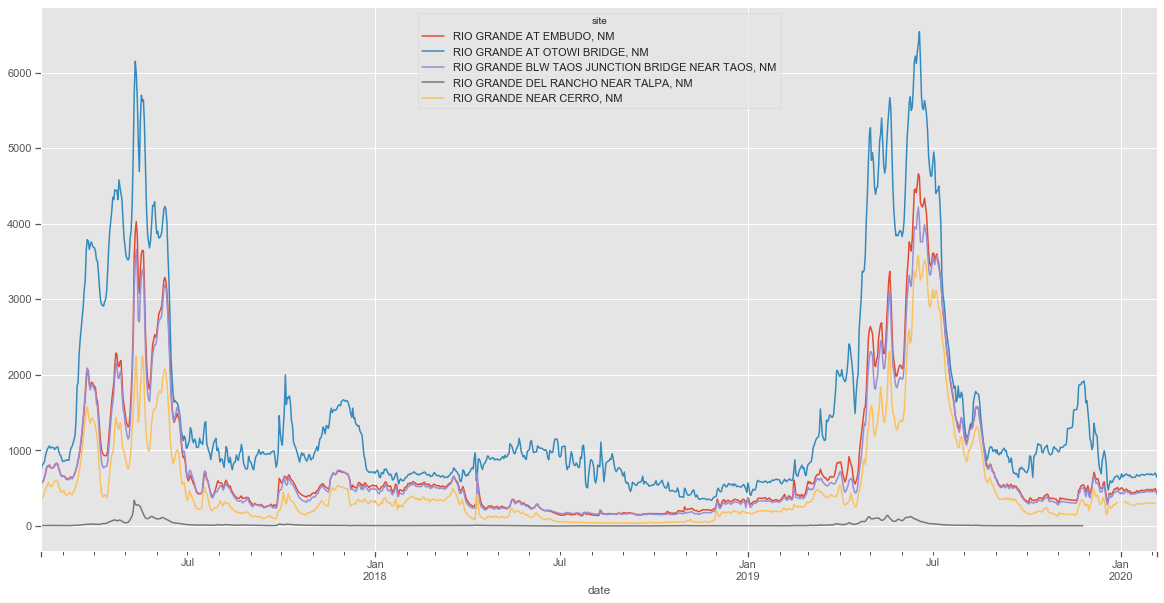 site
RIO GRANDE AT EMBUDO, NM
RIO GRANDE AT OTOWI BRIDGE, NM
RIO GRANDE BLW TAOS JUNCTION BRIDGE NEAR TAOS, NM
RIO GRANDE DEL RANCHO NEAR TALPA, NM
RIO GRANDE NEAR CERRO, NM
6000
5000
4000
3000
2000
1000
0
Jul
Jan
2018
Jul
Jan
2019
Jul
Jan
2020
date